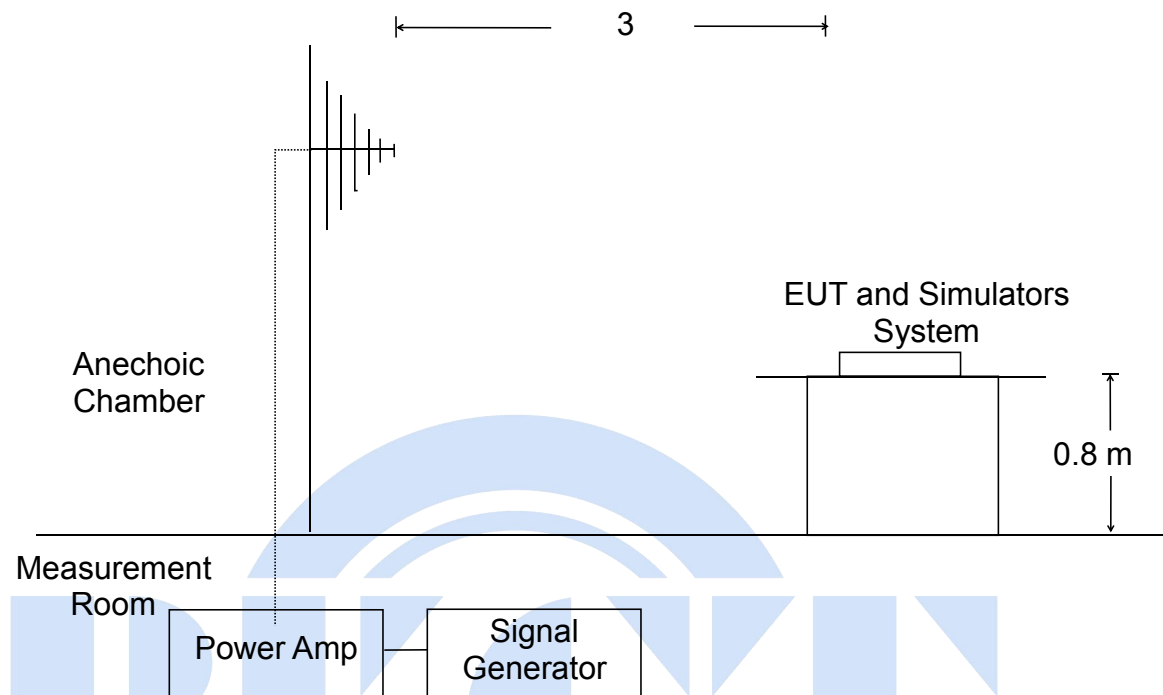 3
EUT and Simulators
System
Anechoic
Chamber
0.8 m
Measurement
Room
Power Amp
Signal
Generator